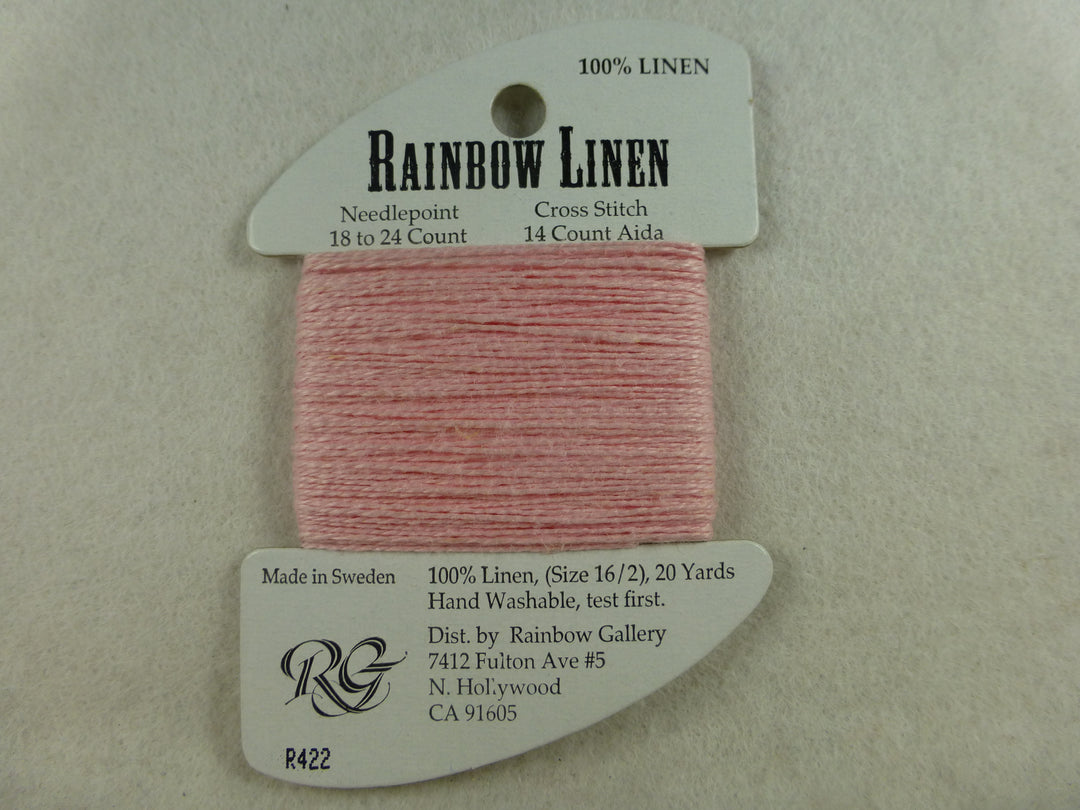 100% LINEN
RAINBOW LINEN
Needlepoint
18 to 24 Count
Cross Stitch
14 Count Aida
Made in Sweden
100% Linen, (Size 16/2), 20 Yards
Hand Washable, test first.
Dist. by Rainbow Gallery
7412 Fulton Ave #5
N. Hollywood
CA 91605
RG
R422